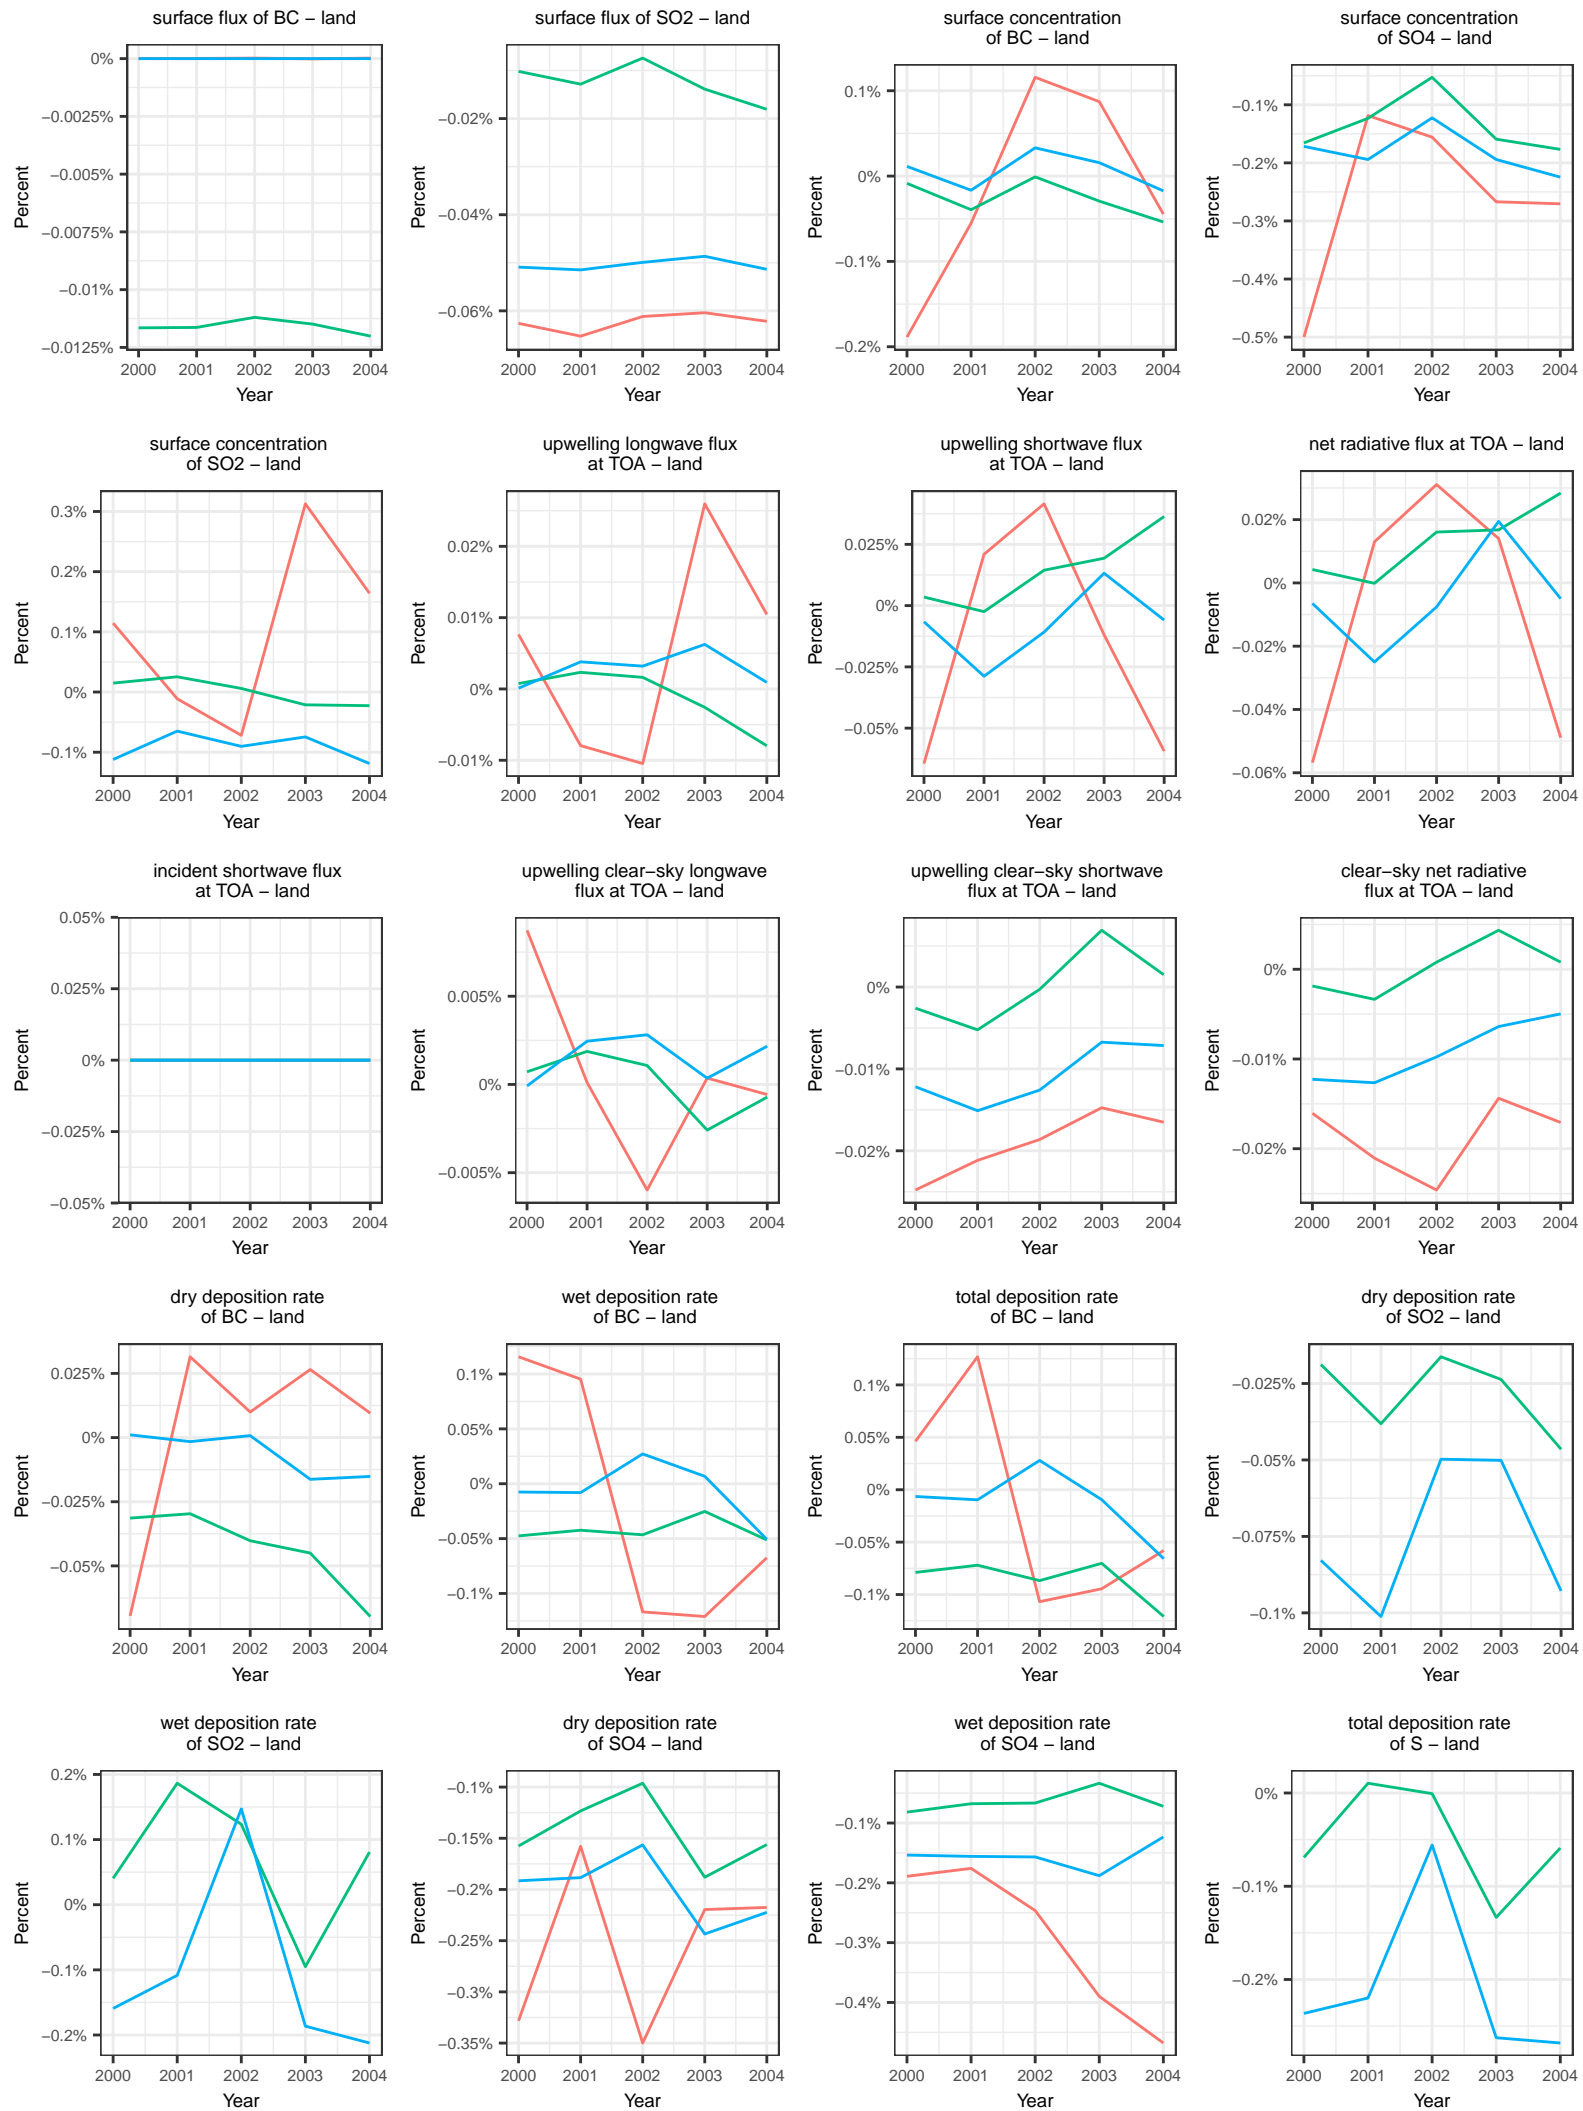 surface flux of BC − land
0%
−0.0025%
−0.005%
−0.0075%
−0.01%
−0.0125%
Percent
2000 2001 2002 2003 2004
Year
surface flux of SO2 − land
−0.02%
−0.04%
−0.06%
Percent
2000 2001 2002 2003 2004
Year
surface concentration
of BC − land
0.1%
0%
−0.1%
−0.2%
Percent
2000 2001 2002 2003 2004
Year
surface concentration
of SO4 − land
−0.1%
−0.2%
−0.3%
−0.4%
−0.5%
Percent
2000 2001 2002 2003 2004
Year
surface concentration
of SO2 − land
0.3%
0.2%
0.1%
0%
−0.1%
Percent
2000 2001 2002 2003 2004
Year
upwelling longwave flux
at TOA − land
0.02%
0.01%
0%
−0.01%
Percent
2000 2001 2002 2003 2004
Year
upwelling shortwave flux
at TOA − land
0.025%
0%
−0.025%
−0.05%
Percent
2000 2001 2002 2003 2004
Year
net radiative flux at TOA − land
0.02%
0%
−0.02%
−0.04%
−0.06%
Percent
2000 2001 2002 2003 2004
Year
incident shortwave flux
at TOA − land
0.05%
0.025%
0%
−0.025%
−0.05%
Percent
2000 2001 2002 2003 2004
Year
upwelling clear−sky longwave
flux at TOA − land
0.005%
0%
−0.005%
Percent
2000 2001 2002 2003 2004
Year
upwelling clear−sky shortwave
flux at TOA − land
0%
−0.01%
−0.02%
Percent
2000 2001 2002 2003 2004
Year
clear−sky net radiative
flux at TOA − land
0%
−0.01%
−0.02%
Percent
2000 2001 2002 2003 2004
Year
dry deposition rate
of BC − land
0.025%
0%
−0.025%
−0.05%
Percent
2000 2001 2002 2003 2004
Year
wet deposition rate
of BC − land
0.1%
0.05%
0%
−0.05%
−0.1%
Percent
2000 2001 2002 2003 2004
Year
total deposition rate
of BC − land
0.1%
0.05%
0%
−0.05%
−0.1%
Percent
2000 2001 2002 2003 2004
Year
dry deposition rate
of SO2 − land
−0.025%
−0.05%
−0.075%
−0.1%
Percent
2000 2001 2002 2003 2004
Year
wet deposition rate
of SO2 − land
0.2%
0.1%
0%
−0.1%
−0.2%
Percent
2000 2001 2002 2003 2004
Year
dry deposition rate
of SO4 − land
−0.1%
−0.15%
−0.2%
−0.25%
−0.3%
−0.35%
Percent
2000 2001 2002 2003 2004
Year
wet deposition rate
of SO4 − land
−0.1%
−0.2%
−0.3%
−0.4%
Percent
2000 2001 2002 2003 2004
Year
total deposition rate
of S − land
0%
−0.1%
−0.2%
Percent
2000 2001 2002 2003 2004
Year